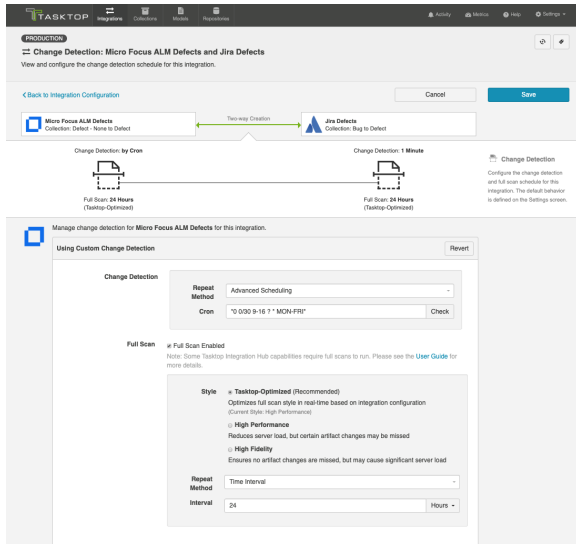 TASKTOP
Integrations
Collections
Models
Repositories
Activity
Metrics
Help
Settings
PRODUCTION
Change Detection: Micro Focus ALM Defects and Jira Defects
View and configure the change detection schedule for this integration.
Back to Integration Configuration
Cancel
Save
Micro Focus ALM Defects
Collection: Defect - None to Defect
Two-way Creation
Jira Defects
Collection: Bug to Defect
Change Detection: by Cron
Full Scan: 24 Hours
(Tasktop-Optimized)
Change Detection: 1 Minute
Full Scan: 24 Hours
(Tasktop-Optimized)
Change Detection
Configure the change detection
and full scan schedule for this
integration. The default behavior
is defined on the Settings screen.
Manage change detection for Micro Focus ALM Defects for this integration.
Using Custom Change Detection
Revert
Change Detection
Repeat
Method
Advanced Scheduling
Cron
"0 0/30 9-16 ? * MON-FRI"
Check
Full Scan
Full Scan Enabled
Note: Some Tasktop Integration Hub capabilities require full scans to run. Please see the User Guide for
more details.
Style
Tasktop-Optimized (Recommended)
Optimizes full scan style in real-time based on integration configuration
(Current Style: High Performance)
High Performance
Reduces server load, but certain artifact changes may be missed
High Fidelity
Ensures no artifact changes are missed, but may cause significant server load
Repeat
Method
Time Interval
Interval
24
Hours